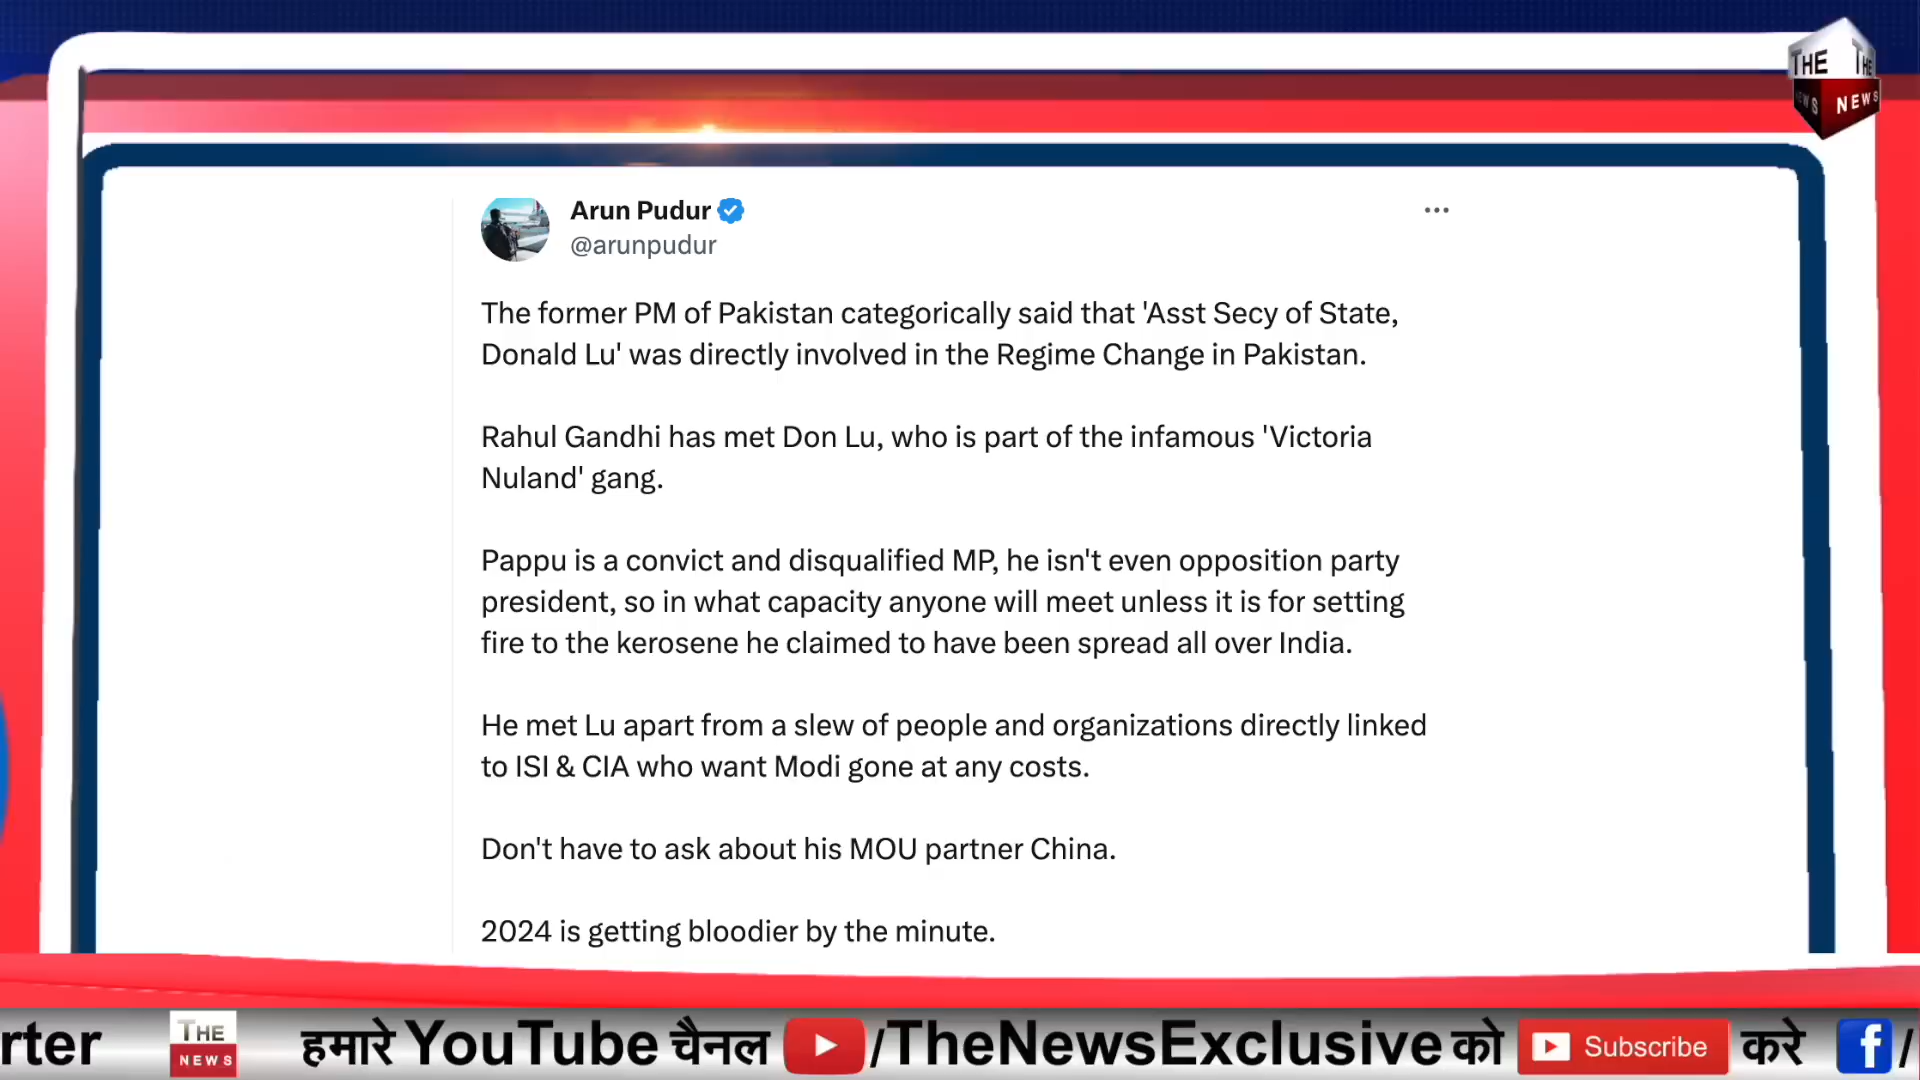 THE THE
NEWS NEWS
Arun Pudur
@arunpudur
The former PM of Pakistan categorically said that 'Asst Secy of State,
Donald Lu' was directly involved in the Regime Change in Pakistan.
Rahul Gandhi has met Don Lu, who is part of the infamous 'Victoria
Nuland' gang.
Pappu is a convict and disqualified MP, he isn't even opposition party
president, so in what capacity anyone will meet unless it is for setting
fire to the kerosene he claimed to have been spread all over India.
He met Lu apart from a slew of people and organizations directly linked
to ISI & CIA who want Modi gone at any costs.
Don't have to ask about his MOU partner China.
2024 is getting bloodier by the minute.
rter THE NEWS हमारे YouTube चैनल /TheNewsExclusive को Subscribe करे f /